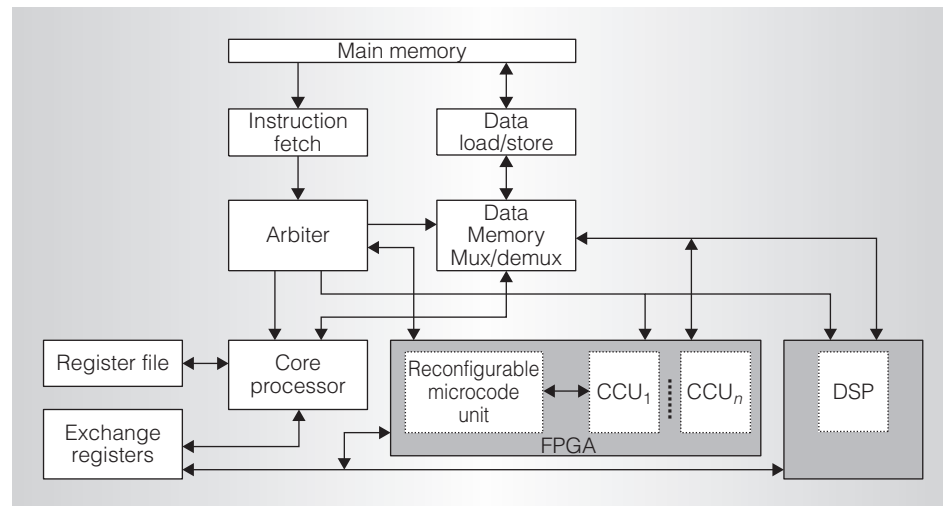 Main memory
Instruction
fetch
Data
load/store
Arbiter
Data
Memory
Mux/demux
Register file
Core
processor
Reconfigurable
microcode
unit
CCU1
CCUn
DSP
FPGA
Exchange
registers